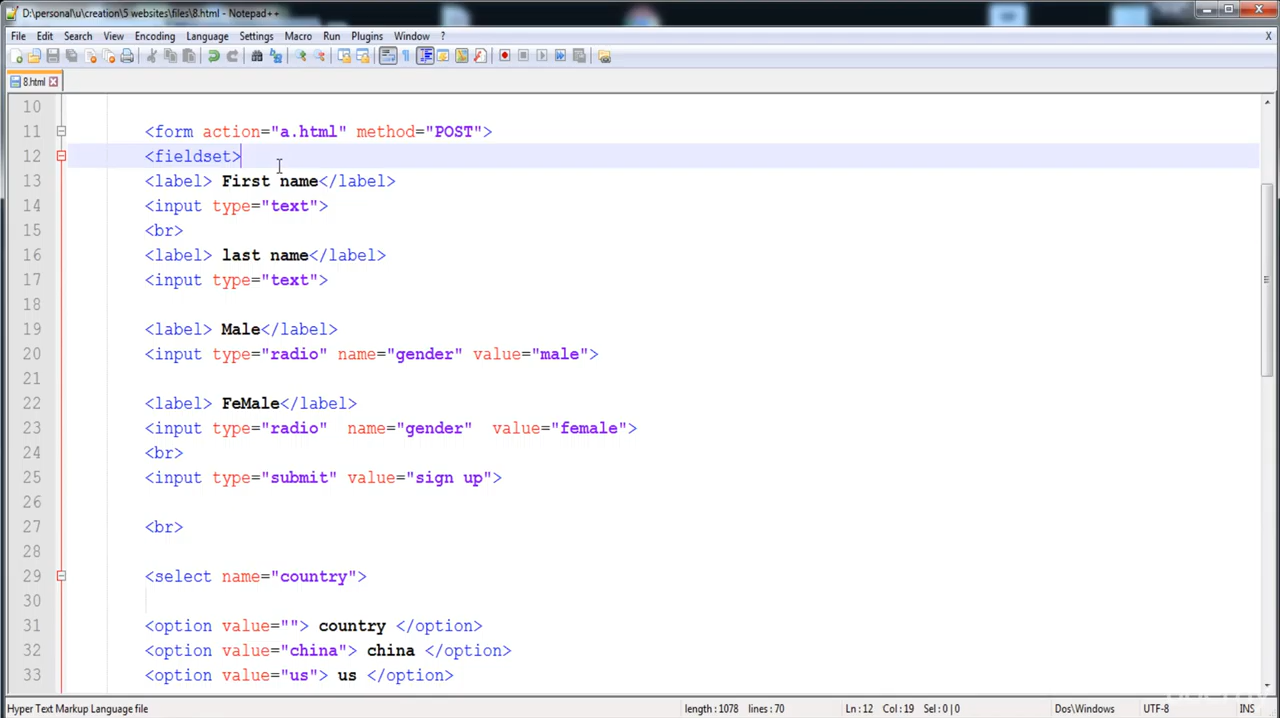 D:\personal\u\creation\5 websites\files\8.html - Notepad++
File Edit Search View Encoding Language Settings Macro Run Plugins Window ? X
8.html
10
11 <form action="a.html" method="POST">
12 <fieldset>
13 <label> First name</label>
14 <input type="text">
15 <br>
16 <label> last name</label>
17 <input type="text">
18
19 <label> Male</label>
20 <input type="radio" name="gender" value="male">
21
22 <label> FeMale</label>
23 <input type="radio"  name="gender"  value="female">
24 <br>
25 <input type="submit" value="sign up">
26
27 <br>
28
29 <select name="country">
30
31 <option value=""> country </option>
32 <option value="china"> china </option>
33 <option value="us"> us </option>
Hyper Text Markup Language file length : 1078 lines : 70 Ln : 12 Col : 19 Sel : 0 | 0 Dos\Windows UTF-8 INS